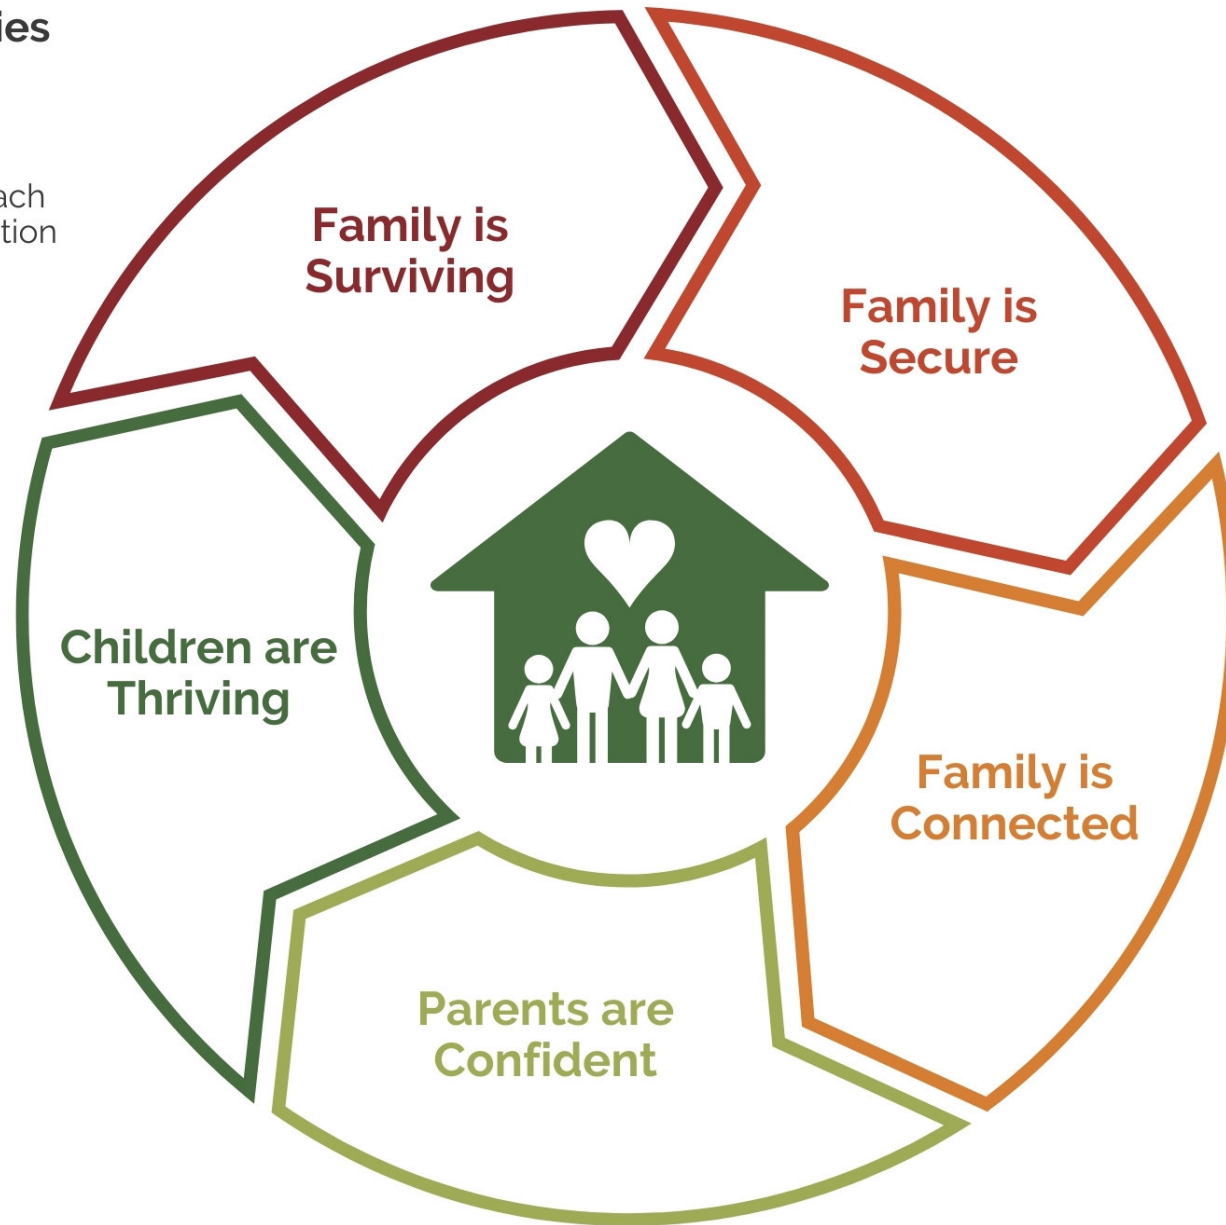 ies
ach
tion
Family is
Surviving
Family is
Secure
Family is
Connected
Parents are
Confident
Children are
Thriving